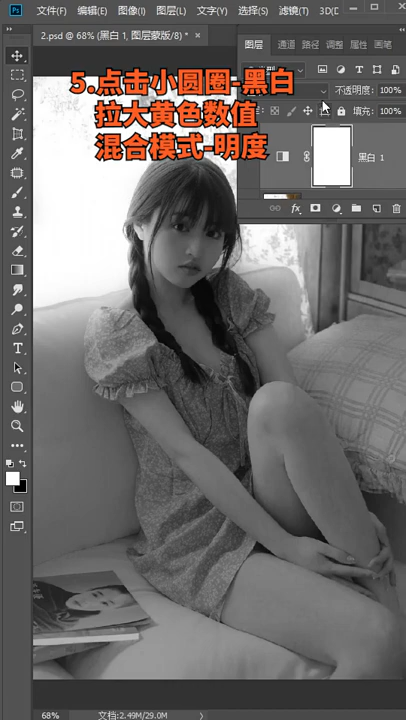 Ps 文件(F) 编辑(E) 图像(I) 图层(L) 文字(Y) 选择(S) 滤镜(T) 3D(D
2.psd @ 68% (黑白 1, 图层蒙版/8) * ×
图层 通道 路径 调整 属性 画笔
5.点击小圆圈-黑白
拉大黄色数值
混合模式-明度
不透明度: 100%
填充: 100%
黑白 1
fx
68% 文档:2.49M/29.0M